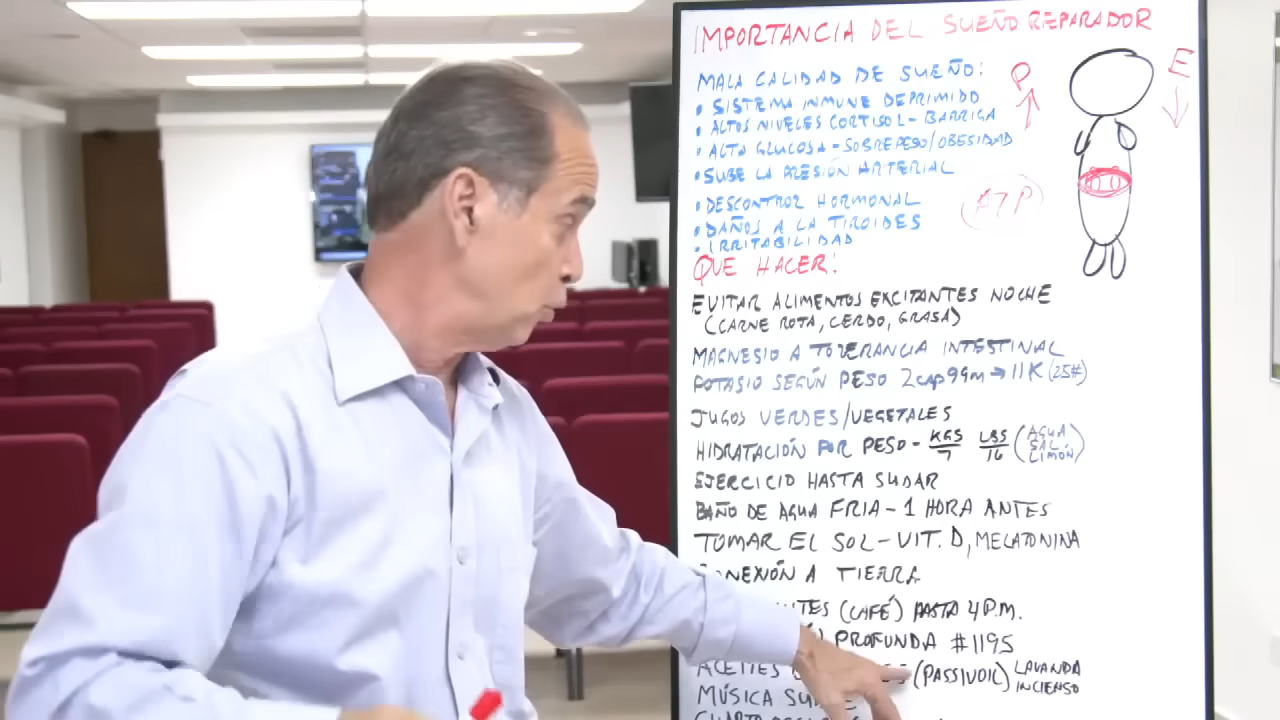 IMPORTANCIA DEL SUEÑO REPARADOR
MALA CALIDAD DE SUEÑO:
• SISTEMA INMUNE DEPRIMIDO
• ALTOS NIVELES CORTISOL - BARRIGA
• ALTA GLUCOSA - SOBREPESO/OBESIDAD
• SUBE LA PRESIÓN ARTERIAL
• DESCONTROL HORMONAL
• DAÑOS A LA TIROIDES
• IRRITABILIDAD
P
E
ATP
QUE HACER:
EVITAR ALIMENTOS EXCITANTES NOCHE
(CARNE ROJA, CERDO, GRASA)
MAGNESIO A TOLERANCIA INTESTINAL
POTASIO SEGÚN PESO 2 CAP 99m → 11K (25#)
JUGOS VERDES/VEGETALES
HIDRATACIÓN POR PESO - KGS/7 LBS/16 (AGUA SAL LIMÓN)
EJERCICIO HASTA SUDAR
BAÑO DE AGUA FRIA - 1 HORA ANTES
TOMAR EL SOL - VIT. D, MELATONINA
CONEXIÓN A TIERRA
(CAFÉ) HASTA 4 P.M.
PROFUNDA #1195
ACEITES (PASSIVOIL) LAVANDA INCIENSO
MÚSICA SUAVE